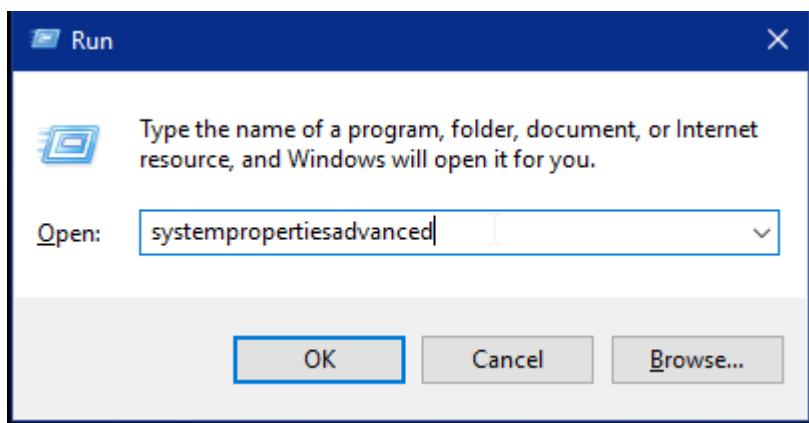 Run
Type the name of a program, folder, document, or Internet
resource, and Windows will open it for you.
Open: systempropertiesadvanced
OK Cancel Browse...